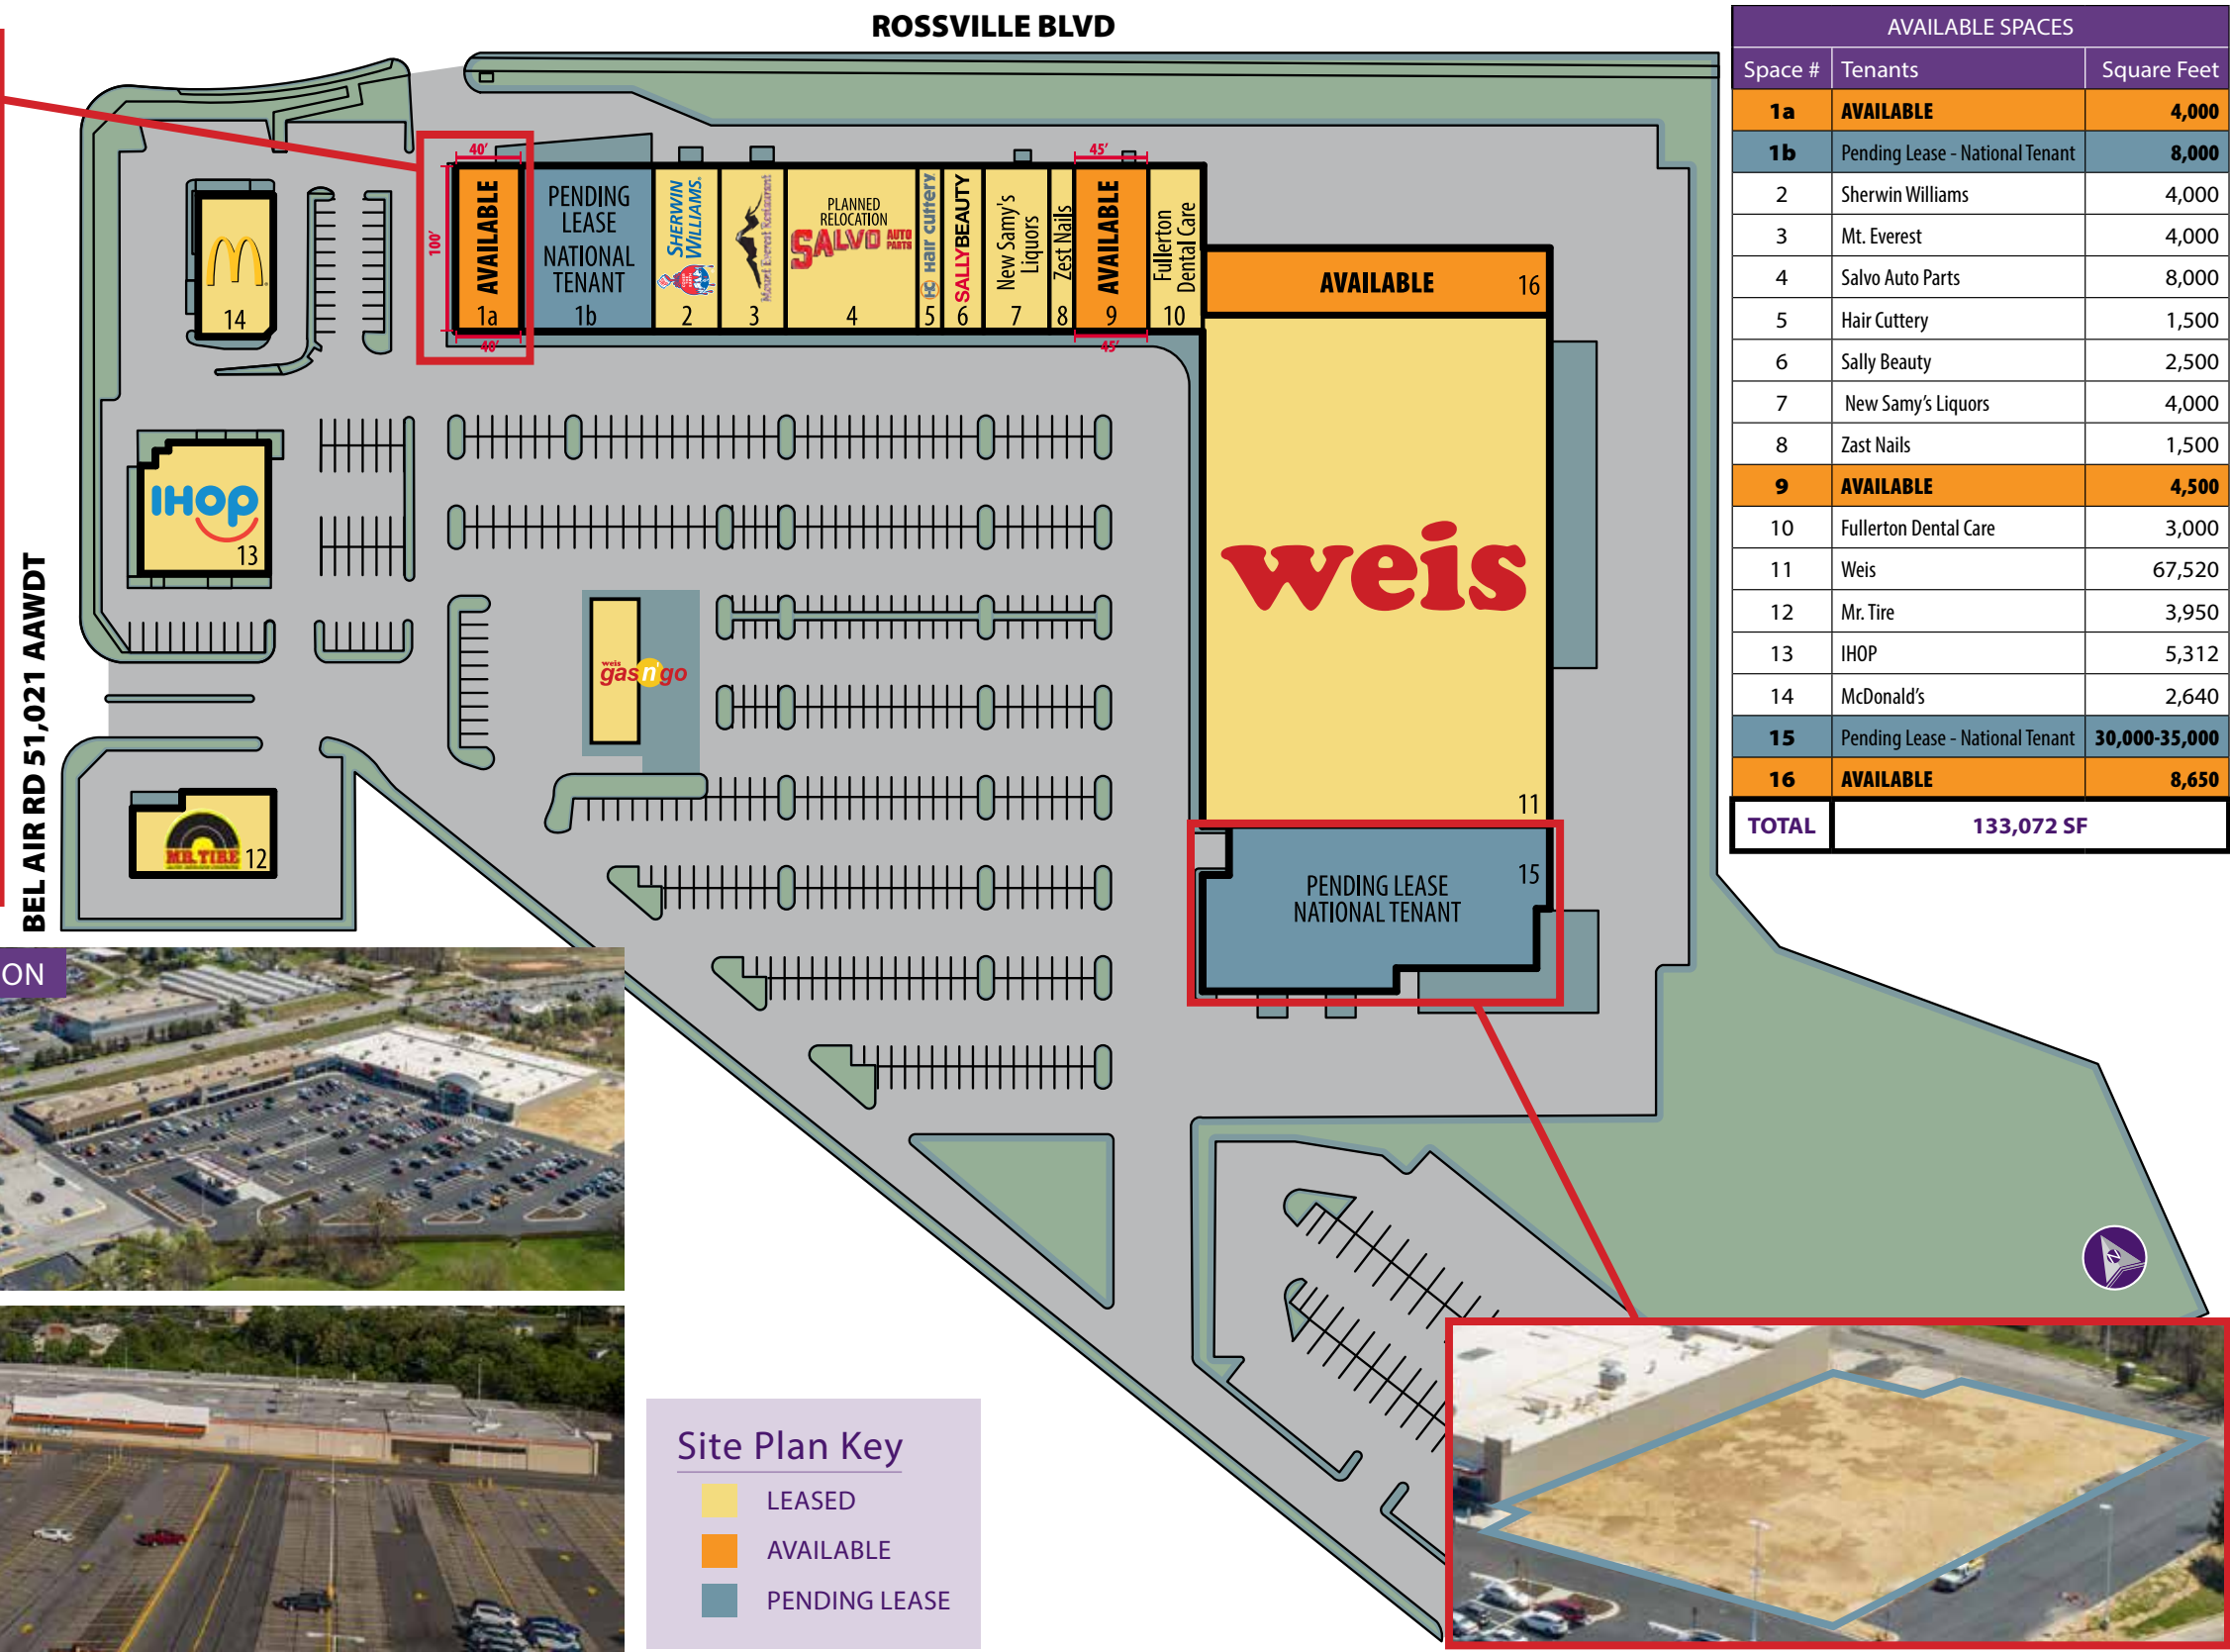 ROSSVILLE BLVD
BEL AIR RD 51,021 AAWDT
40'
100'
AVAILABLE
1a
40'
PENDING
LEASE
NATIONAL
TENANT
1b
SHERWIN
WILLIAMS.
2
Mount Everest Restaurant
3
PLANNED
RELOCATION
SALVO AUTO
PARTS
4
HC Hair Cuttery
5
SALLYBEAUTY
6
New Samy's
Liquors
7
Zest Nails
8
45'
AVAILABLE
9
45'
Fullerton
Dental Care
10
AVAILABLE 16
weis
11
PENDING LEASE
NATIONAL TENANT
15
M
14
IHOP
13
weis
gas n' go
MR. TIRE
12
ON
N
Site Plan Key
LEASED
AVAILABLE
PENDING LEASE
AVAILABLE SPACES
Space # Tenants Square Feet
1a AVAILABLE 4,000
1b Pending Lease - National Tenant 8,000
2 Sherwin Williams 4,000
3 Mt. Everest 4,000
4 Salvo Auto Parts 8,000
5 Hair Cuttery 1,500
6 Sally Beauty 2,500
7 New Samy's Liquors 4,000
8 Zast Nails 1,500
9 AVAILABLE 4,500
10 Fullerton Dental Care 3,000
11 Weis 67,520
12 Mr. Tire 3,950
13 IHOP 5,312
14 McDonald's 2,640
15 Pending Lease - National Tenant 30,000-35,000
16 AVAILABLE 8,650
TOTAL 133,072 SF